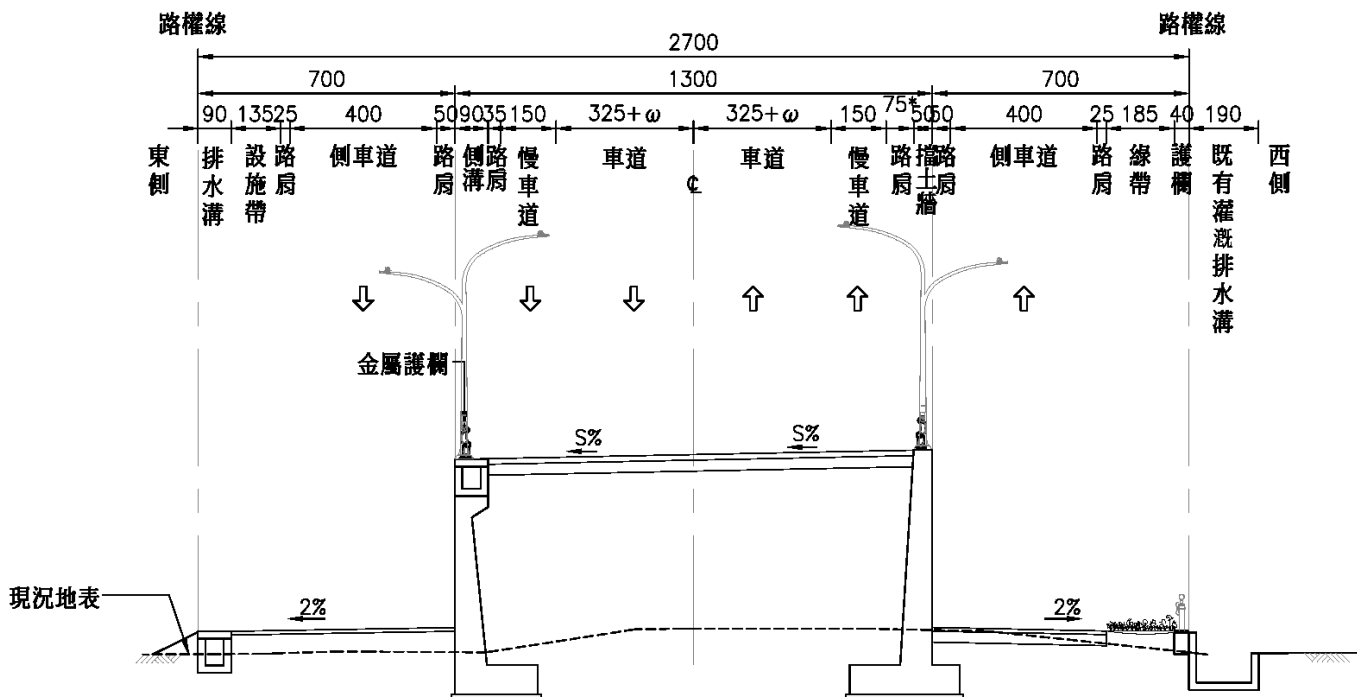 路權線
路權線
2700
700
1300
700
90
135
25
400
50
90
35
150
325+ω
325+ω
150
75*
50
50
400
25
185
40
190
東側
排水溝
設施帶
路肩
側車道
路肩
側溝
路肩
慢車道
車道
℄
車道
慢車道
路肩
擋土牆
路肩
側車道
路肩
綠帶
護欄
既有灌溉排水溝
西側
金屬護欄
S%
S%
現況地表
2%
2%